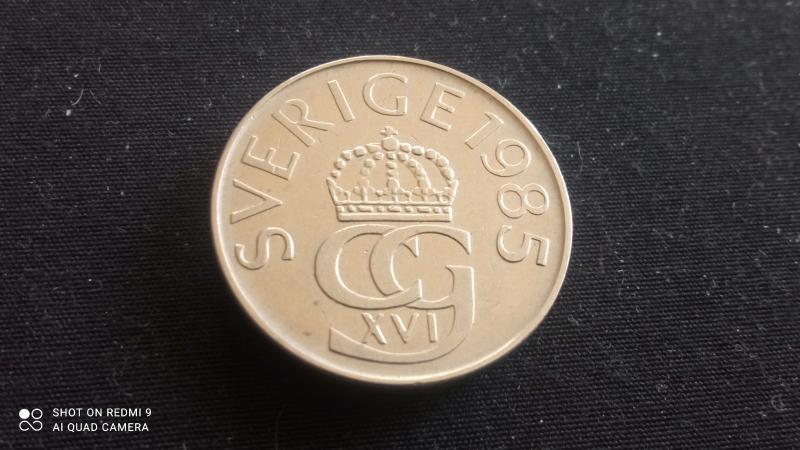 SVERIGE 1985
CG
XVI
SHOT ON REDMI 9
AI QUAD CAMERA